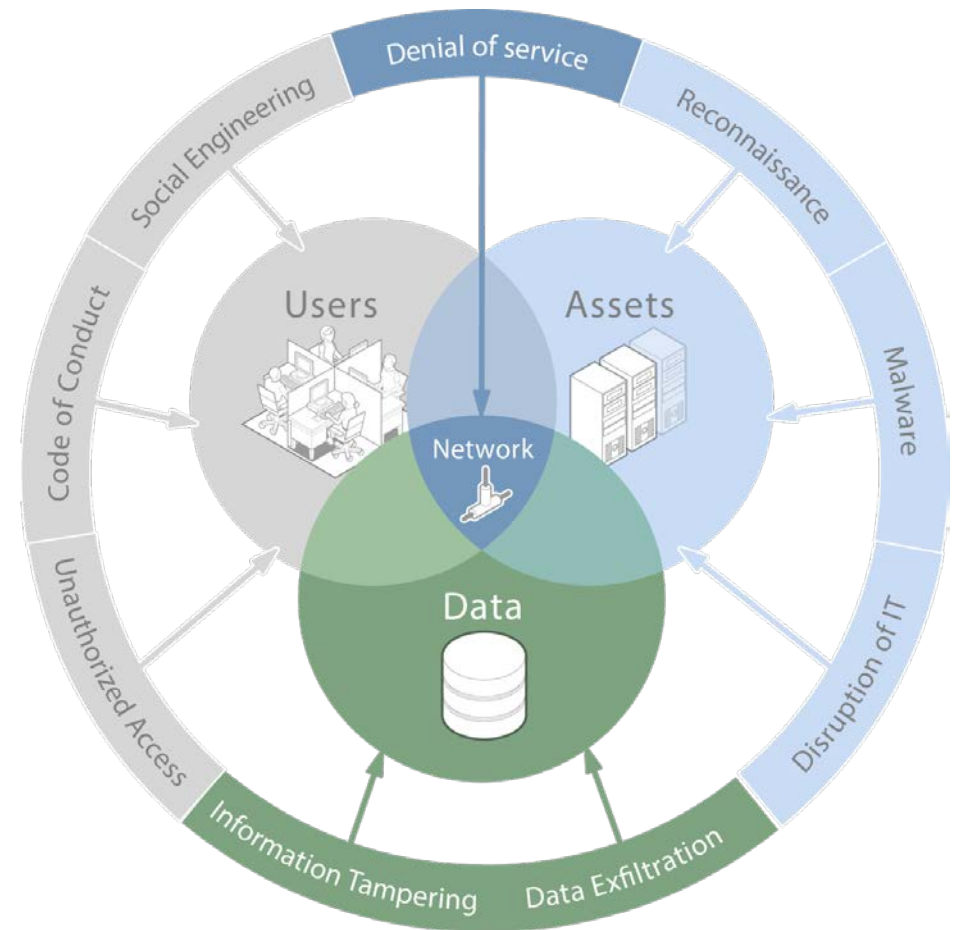 Denial of service
Reconnaissance
Malware
Disruption of IT
Data Exfiltration
Information Tampering
Unauthorized Access
Code of Conduct
Social Engineering
Users
Assets
Network
Data